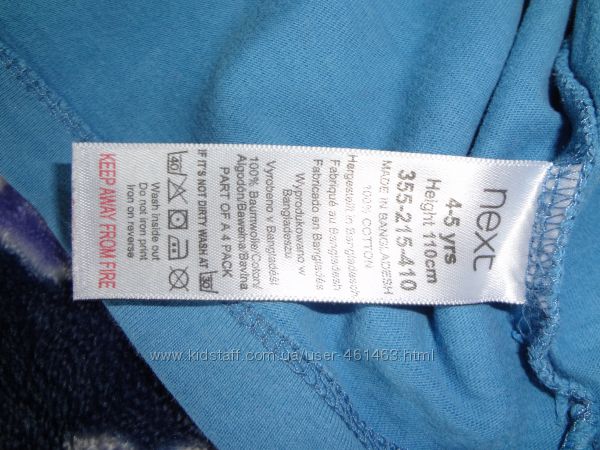 next
4-5 yrs
Height 110cm
355-215-410
MADE IN BANGLADESH
100% COTTON
Hergestellt in Bangladesch
Fabriqué au Bangladesh
Fabricado en Bangladés
Wyprodukowano w
Bangladeszu
Vyrobeno v Bangladéši
100% Baumwolle/Coton/
Algodón/Bawełna/Bavlna
PART OF A 4 PACK
IF IT'S NOT DIRTY WASH AT 30
40
Wash inside out
Do not iron print
Iron on reverse
KEEP AWAY FROM FIRE
www.kidstaff.com.ua/user-461463.html